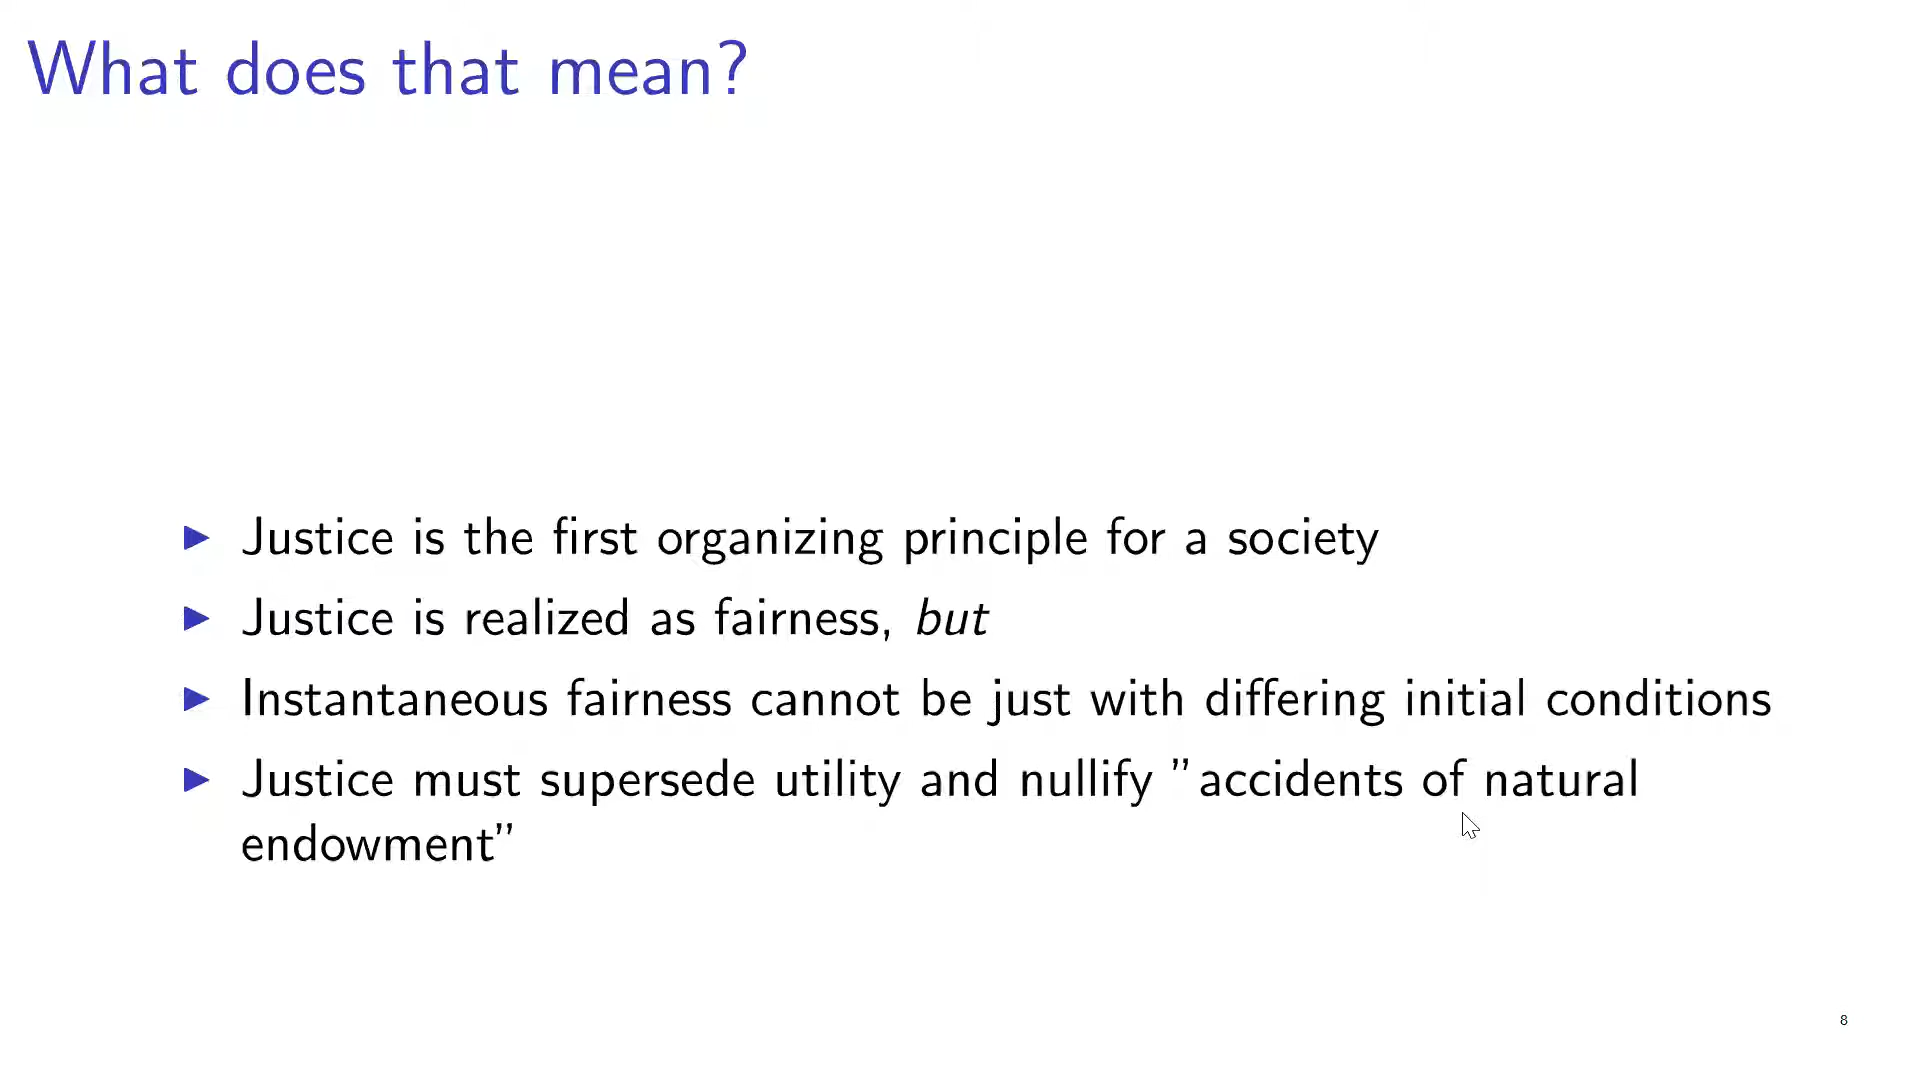 What does that mean?
▶ Justice is the first organizing principle for a society
▶ Justice is realized as fairness, but
▶ Instantaneous fairness cannot be just with differing initial conditions
▶ Justice must supersede utility and nullify ”accidents of natural
endowment”
8